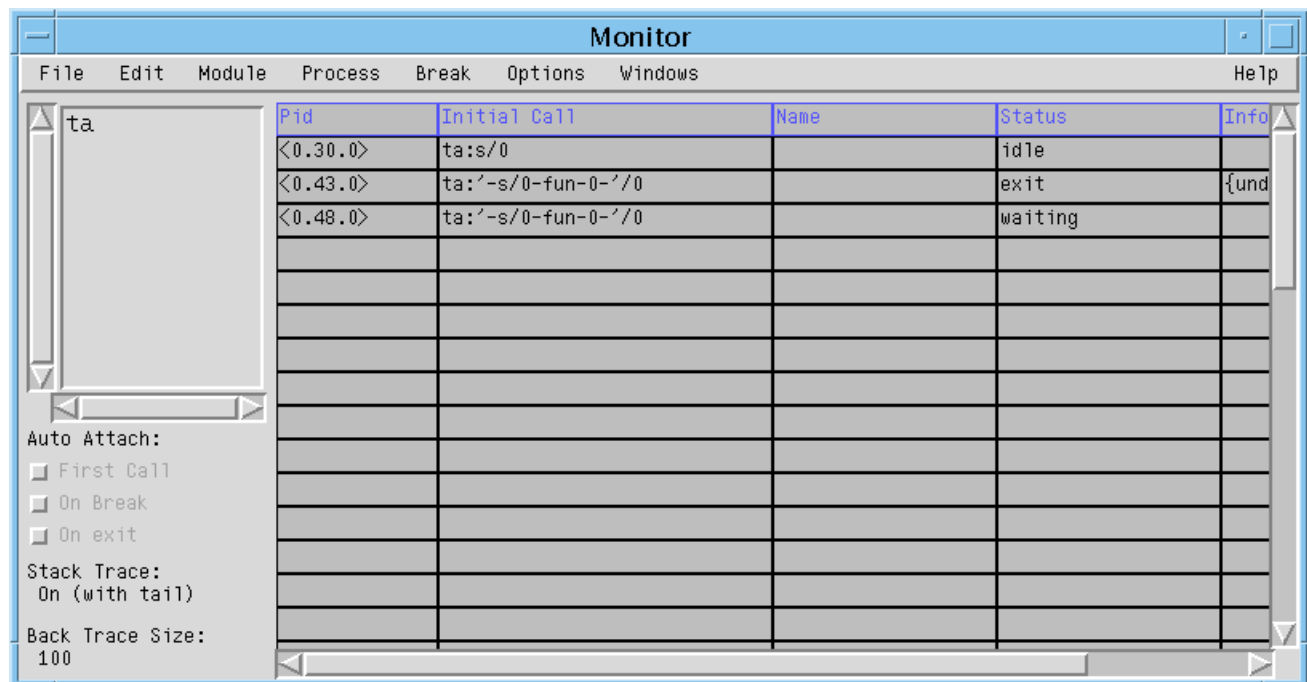 Monitor
File Edit Module Process Break Options Windows Help
ta
Pid Initial Call Name Status Info
<0.30.0> ta:s/0 idle
<0.43.0> ta:'-s/0-fun-0-'/0 exit {und
<0.48.0> ta:'-s/0-fun-0-'/0 waiting
Auto Attach:
First Call
On Break
On exit
Stack Trace:
On (with tail)
Back Trace Size:
100